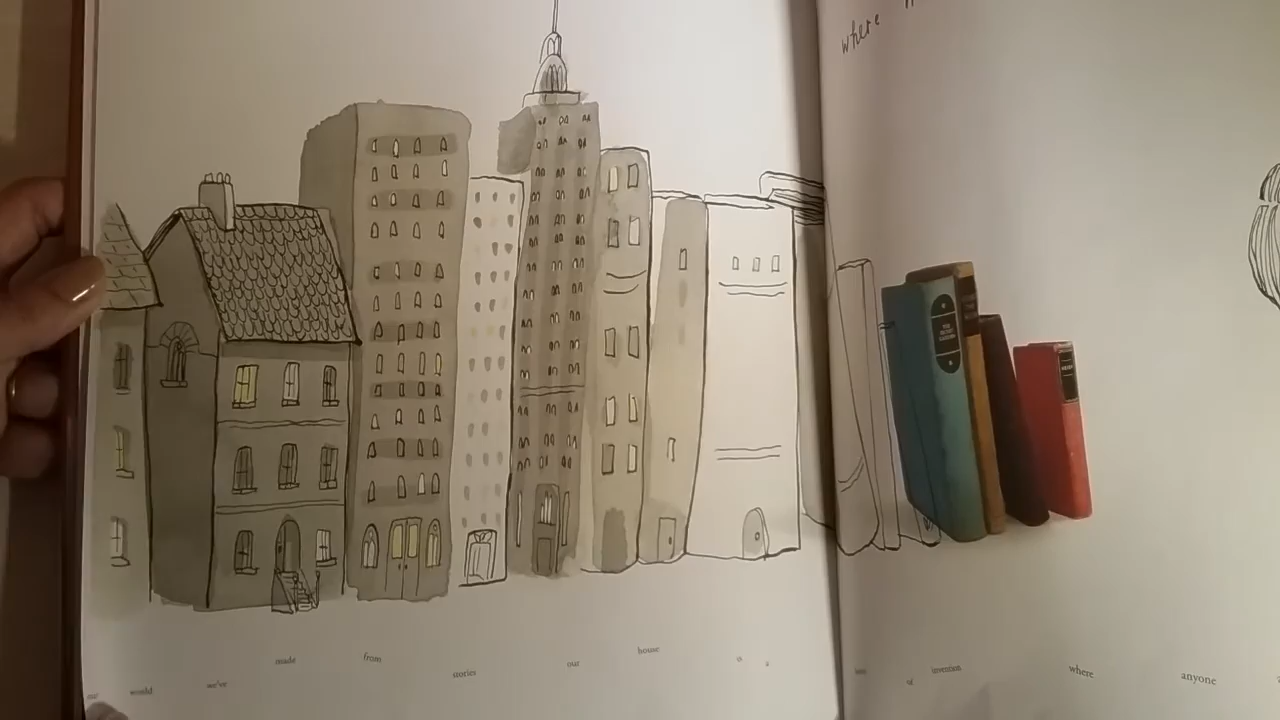 where
our world we've made from stories our house is a
of invention where anyone